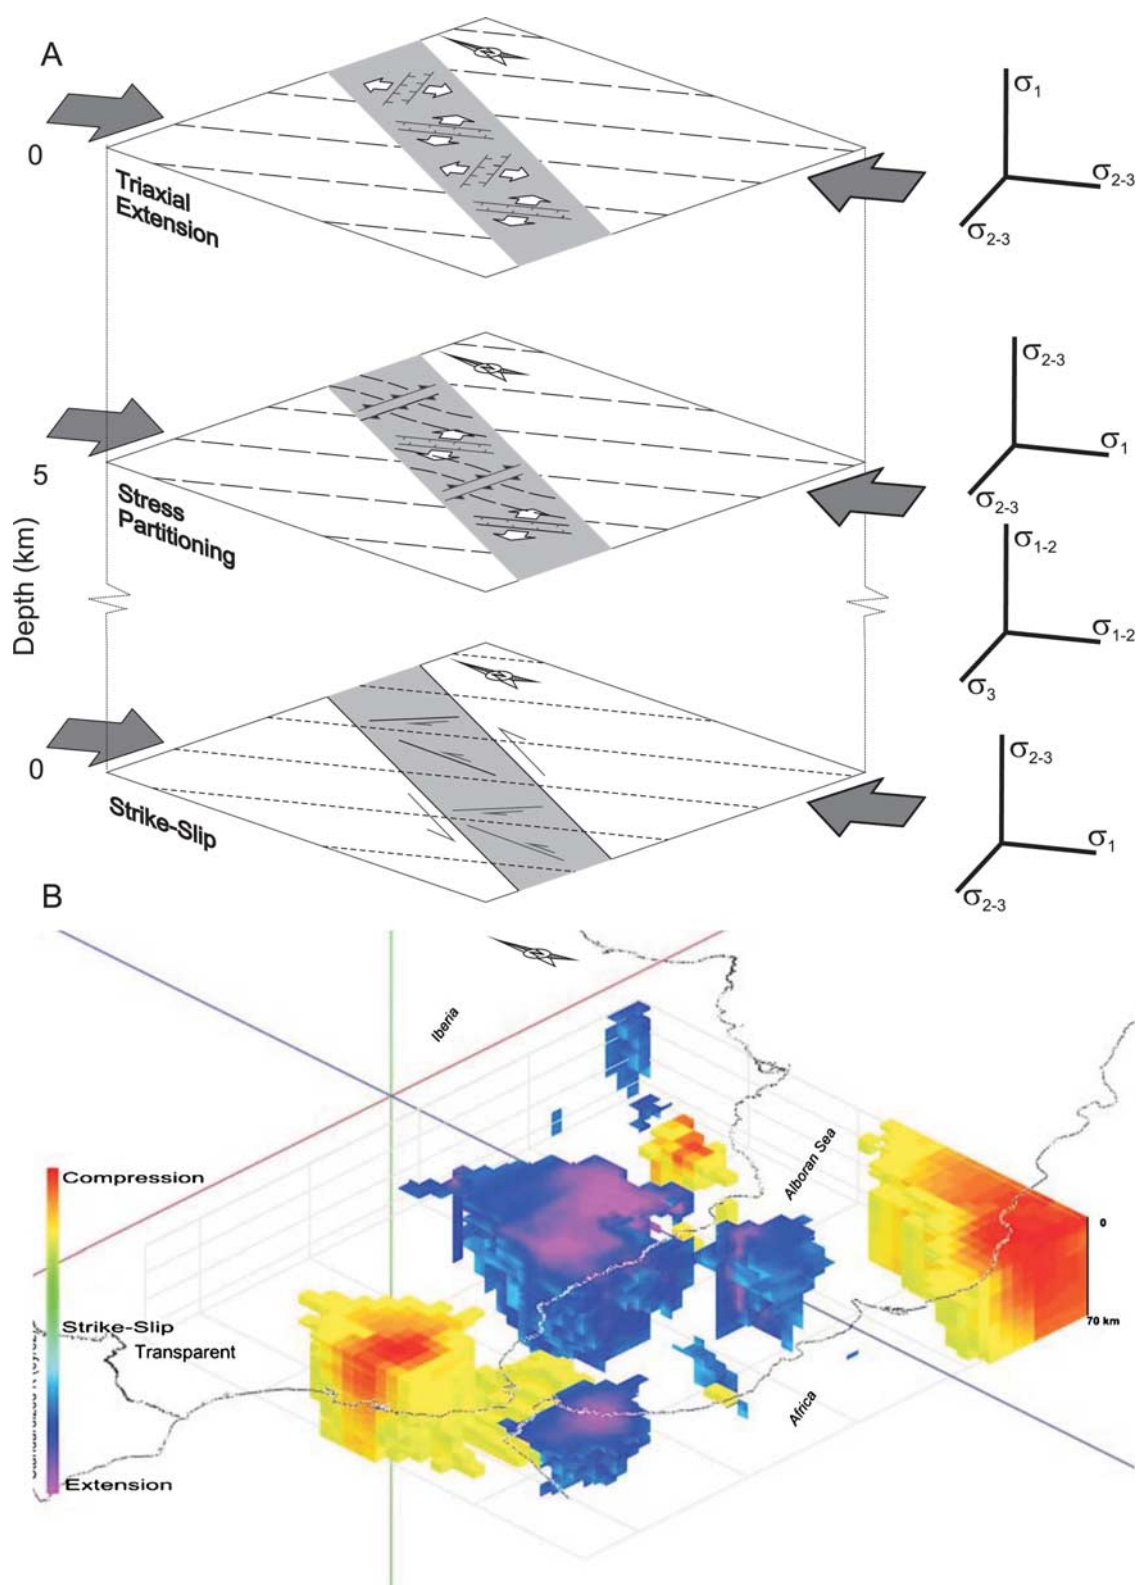 A
N
σ1
0
σ2-3
Triaxial
Extension
σ2-3
N
σ2-3
5
σ1
Stress
Partitioning
σ2-3
σ1-2
Depth (km)
σ1-2
N
σ3
σ2-3
0
Strike-Slip
σ1
σ2-3
B
N
Iberia
Alboran Sea
Compression
0
70 km
Strike-Slip
Transparent
Africa
Extension